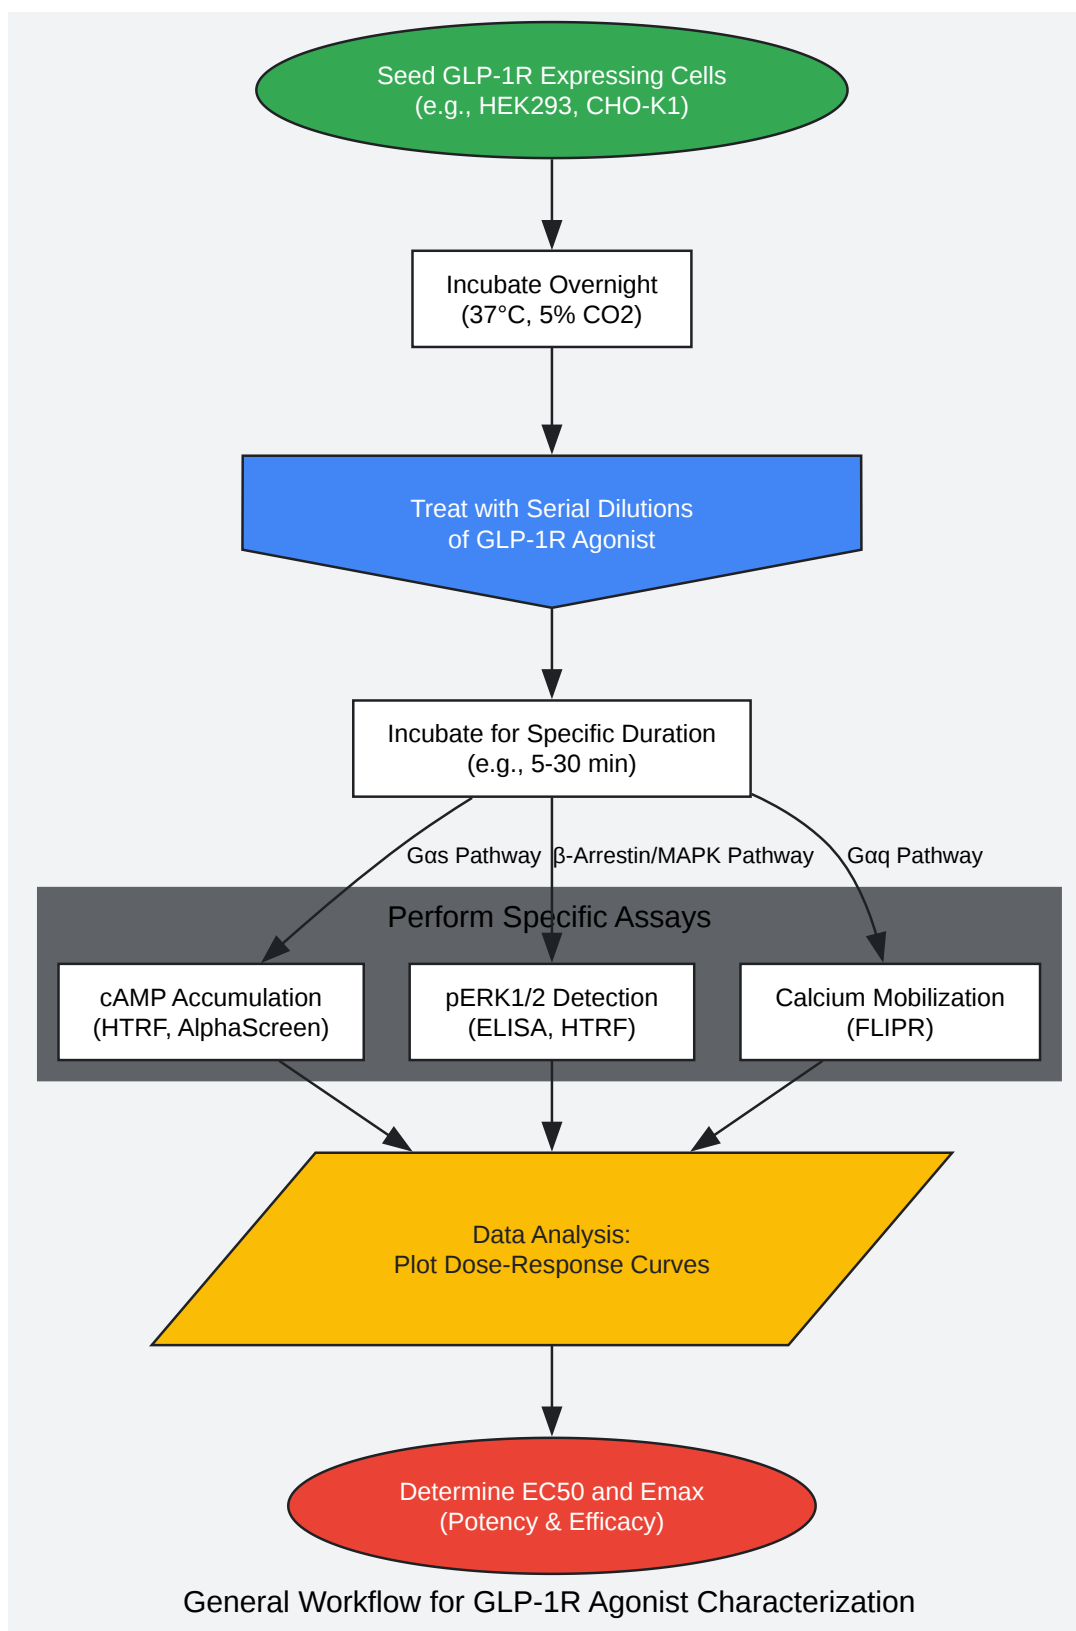 Seed GLP-1R Expressing Cells
(e.g., HEK293, CHO-K1)
Incubate Overnight
(37°C, 5% CO2)
Treat with Serial Dilutions
of GLP-1R Agonist
Incubate for Specific Duration
(e.g., 5-30 min)
Gαs Pathway
β-Arrestin/MAPK Pathway
Gαq Pathway
Perform Specific Assays
cAMP Accumulation
(HTRF, AlphaScreen)
pERK1/2 Detection
(ELISA, HTRF)
Calcium Mobilization
(FLIPR)
Data Analysis:
Plot Dose-Response Curves
Determine EC50 and Emax
(Potency & Efficacy)
General Workflow for GLP-1R Agonist Characterization